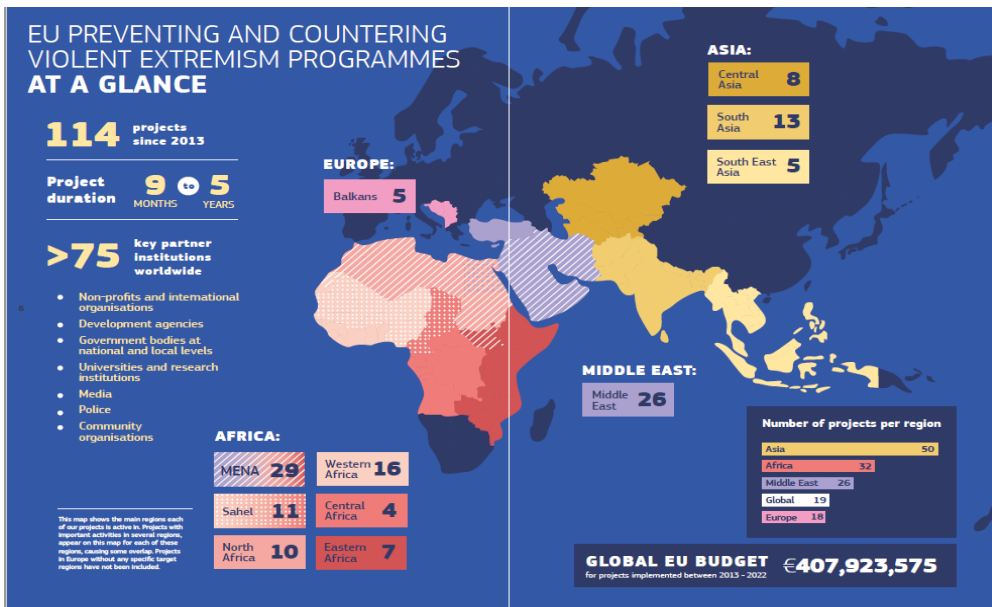 EU PREVENTING AND COUNTERING
VIOLENT EXTREMISM PROGRAMMES
AT A GLANCE
114 projects
since 2013
Project
duration
9 to 5
MONTHS YEARS
>75 key partner
institutions
worldwide
• Non-profits and international
organisations
• Development agencies
• Government bodies at
national and local levels
• Universities and research
institutions
• Media
• Police
• Community
organisations
This map shows the main regions each
of our projects is active in. Projects with
important activities in several regions,
appear on this map for each of these
regions, causing some overlap. Projects
in Europe without any specific target
regions have not been included.
EUROPE:
Balkans 5
AFRICA:
MENA 29
Western
Africa 16
Sahel 11
Central
Africa 4
North
Africa 10
Eastern
Africa 7
ASIA:
Central
Asia 8
South
Asia 13
South East
Asia 5
MIDDLE EAST:
Middle
East 26
Number of projects per region
Asia 50
Africa 32
Middle East 26
Global 19
Europe 18
GLOBAL EU BUDGET €407,923,575
for projects implemented between 2013 - 2022